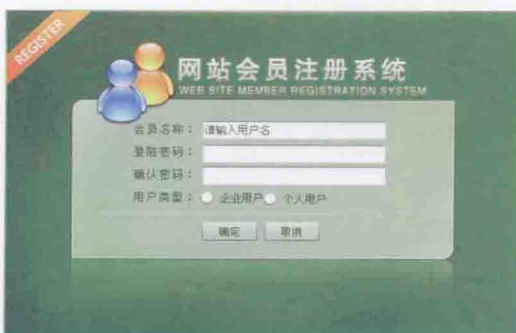 REGISTER
网站会员注册系统
WEB SITE MEMBER REGISTRATION SYSTEM
会员名称： 请输入用户名
登陆密码：
确认密码：
用户类型： 企业用户 个人用户
确定 取消